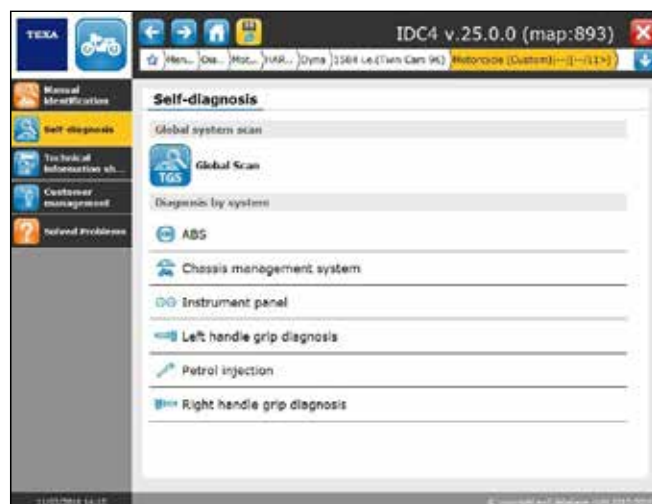 TEXA
IDC4 v.25.0.0 (map:893)
Dyna 1584 i.e.(Twin Cam 96) Motorcycle (Custom)
Manual
Identification
Self-diagnosis
Technical
Information sh...
Customer
management
Solved Problems
Self-diagnosis
Global system scan
TGS
Global Scan
Diagnosis by system
ABS
Chassis management system
Instrument panel
Left handle grip diagnosis
Petrol injection
Right handle grip diagnosis